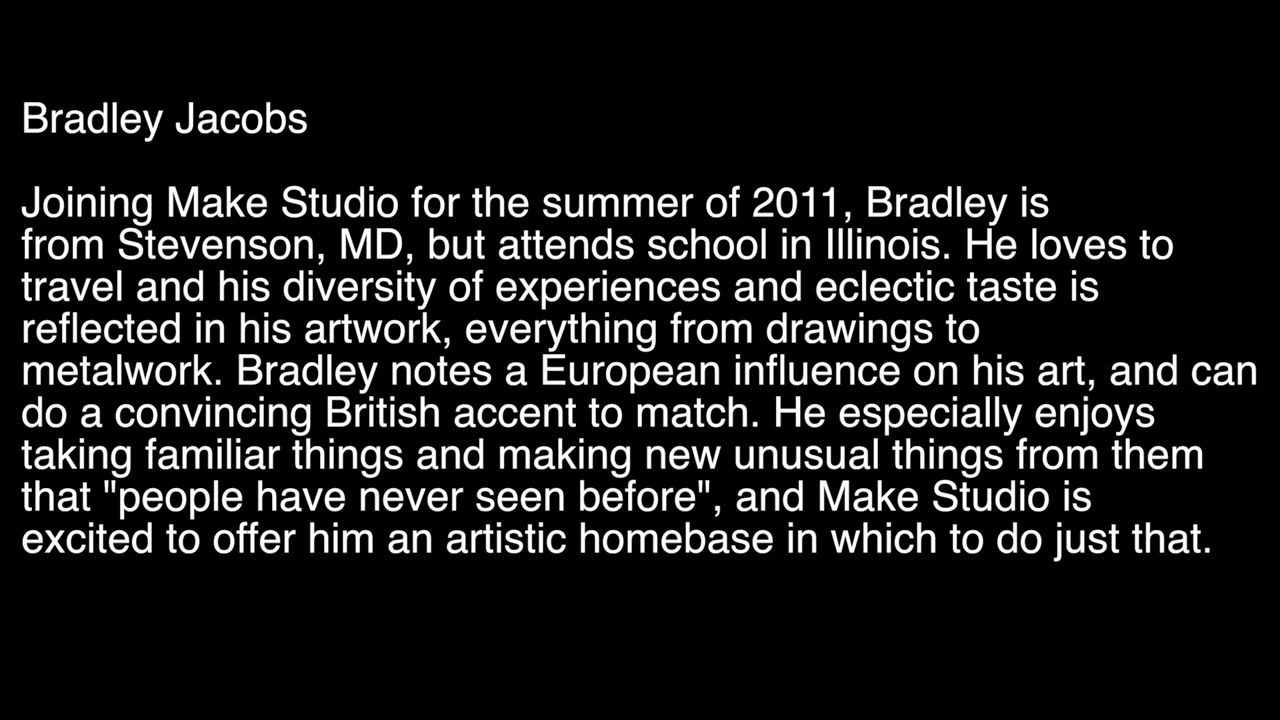 Bradley Jacobs
Joining Make Studio for the summer of 2011, Bradley is
from Stevenson, MD, but attends school in Illinois. He loves to
travel and his diversity of experiences and eclectic taste is
reflected in his artwork, everything from drawings to
metalwork. Bradley notes a European influence on his art, and can
do a convincing British accent to match. He especially enjoys
taking familiar things and making new unusual things from them
that "people have never seen before", and Make Studio is
excited to offer him an artistic homebase in which to do just that.